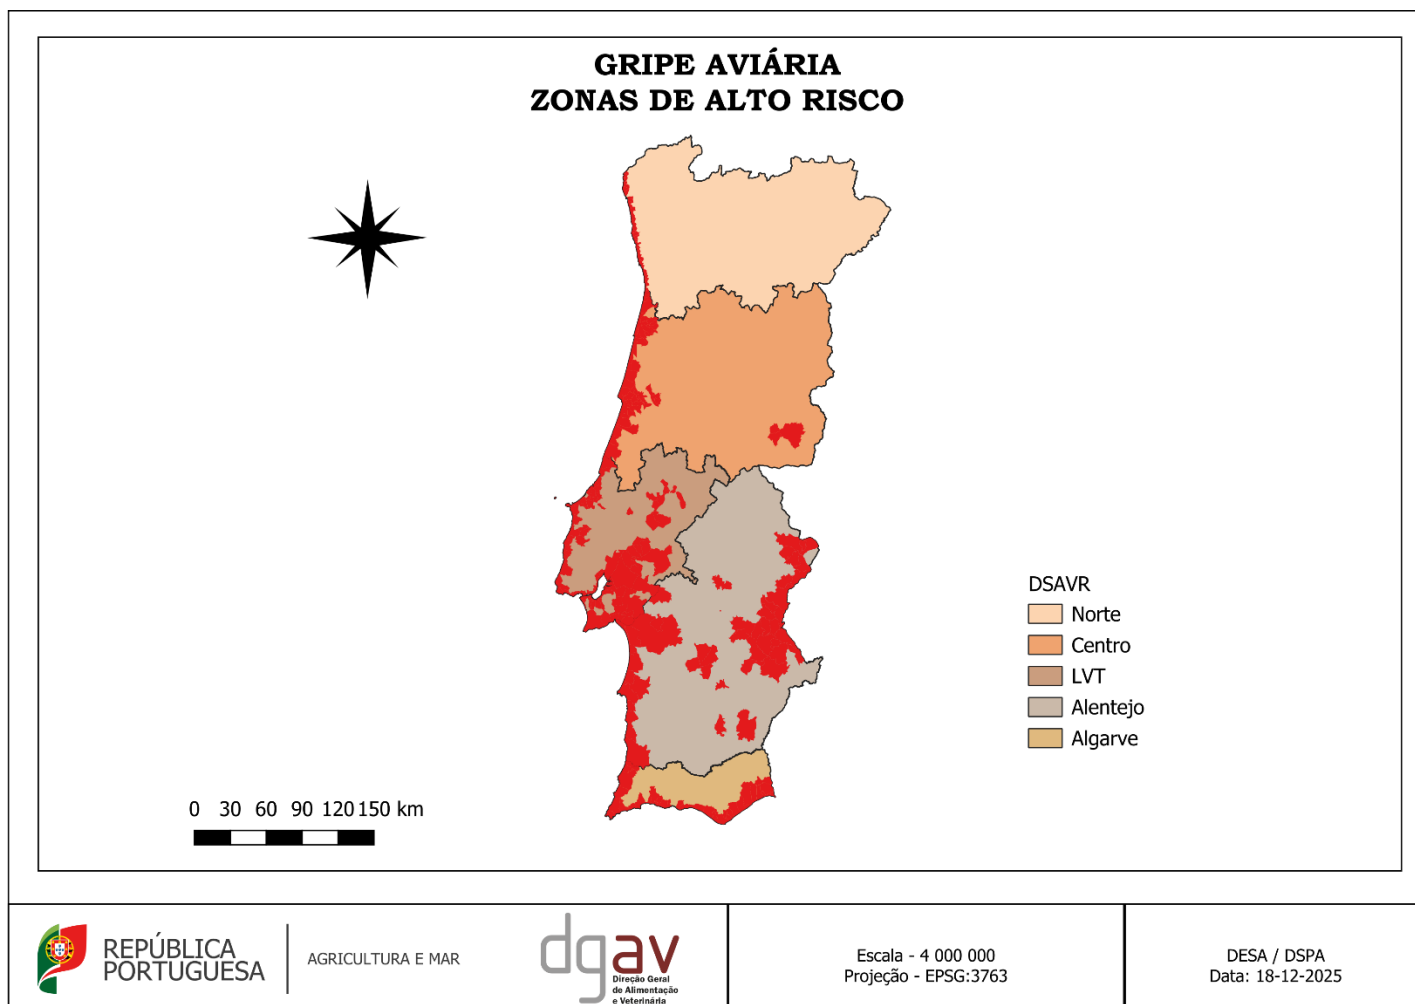 GRIPE AVIÁRIA
ZONAS DE ALTO RISCO
DSAVR
Norte
Centro
LVT
Alentejo
Algarve
0 30 60 90 120 150 km
REPÚBLICA
PORTUGUESA
AGRICULTURA E MAR
dgav
Direção Geral
de Alimentação
e Veterinária
Escala - 4 000 000
Projeção - EPSG:3763
DESA / DSPA
Data: 18-12-2025